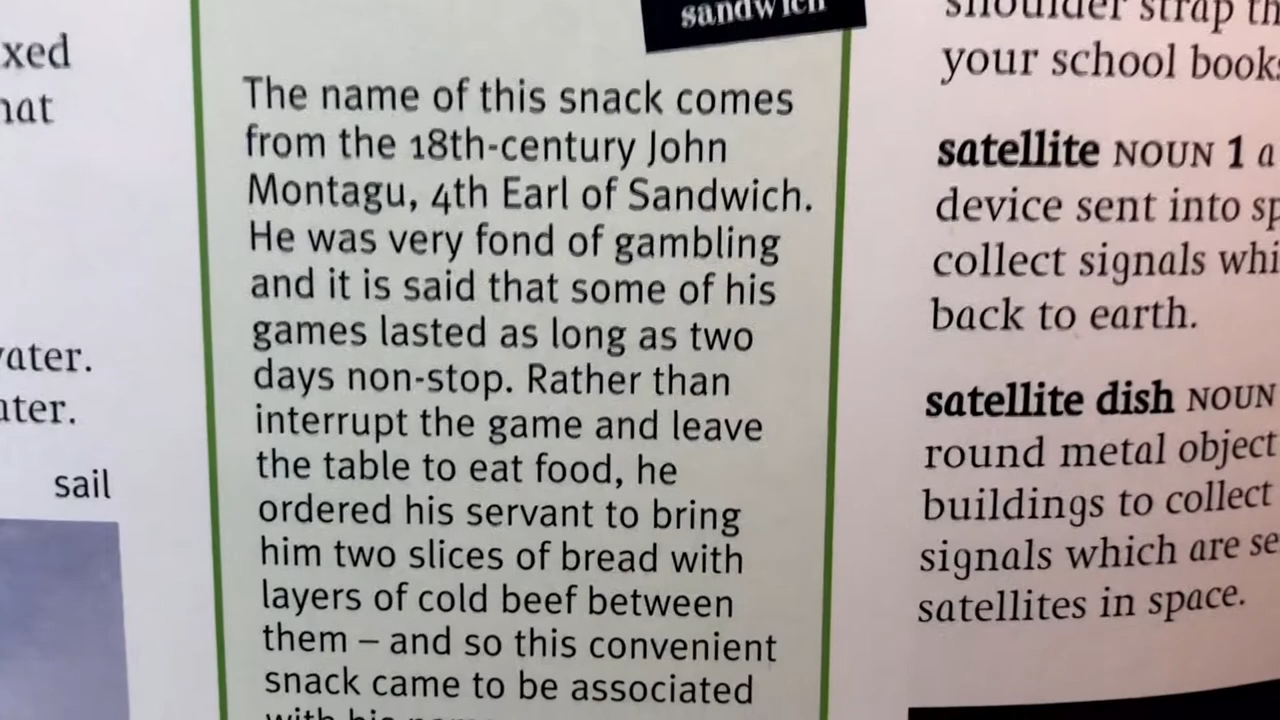 xed
hat
vater.
ater.
sail
sandwich
The name of this snack comes
from the 18th-century John
Montagu, 4th Earl of Sandwich.
He was very fond of gambling
and it is said that some of his
games lasted as long as two
days non-stop. Rather than
interrupt the game and leave
the table to eat food, he
ordered his servant to bring
him two slices of bread with
layers of cold beef between
them – and so this convenient
snack came to be associated
with his name
shoulder strap th
your school books
satellite NOUN 1 a
device sent into sp
collect signals whi
back to earth.
satellite dish NOUN
round metal object
buildings to collect
signals which are se
satellites in space.